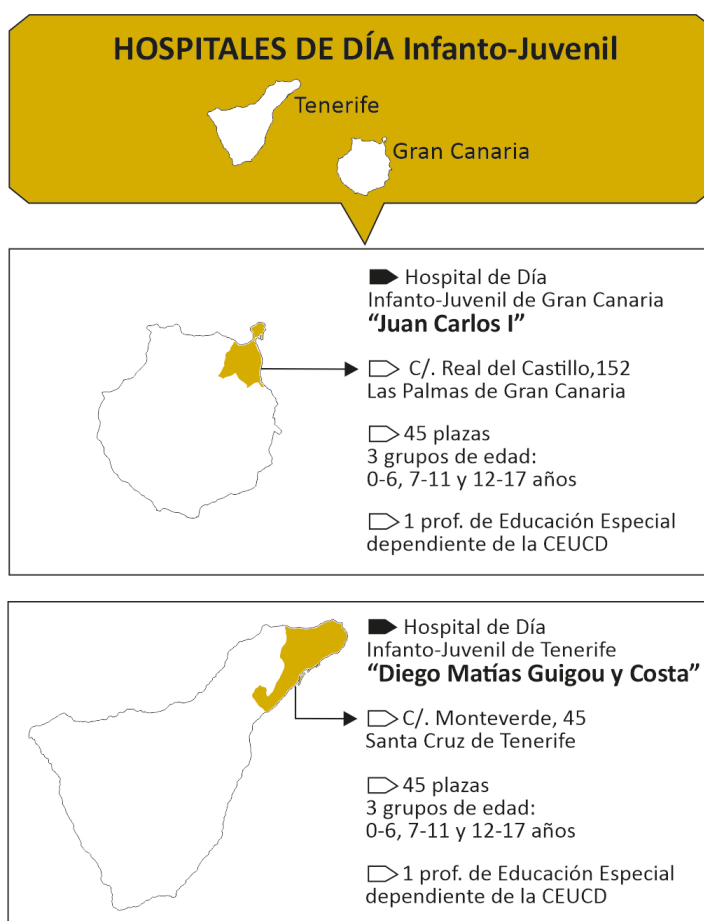 HOSPITALES DE DÍA Infanto-Juvenil
Tenerife
Gran Canaria
Hospital de Día
Infanto-Juvenil de Gran Canaria
“Juan Carlos I”
C/. Real del Castillo,152
Las Palmas de Gran Canaria
45 plazas
3 grupos de edad:
0-6, 7-11 y 12-17 años
1 prof. de Educación Especial
dependiente de la CEUCD
Hospital de Día
Infanto-Juvenil de Tenerife
“Diego Matías Guigou y Costa”
C/. Monteverde, 45
Santa Cruz de Tenerife
45 plazas
3 grupos de edad:
0-6, 7-11 y 12-17 años
1 prof. de Educación Especial
dependiente de la CEUCD